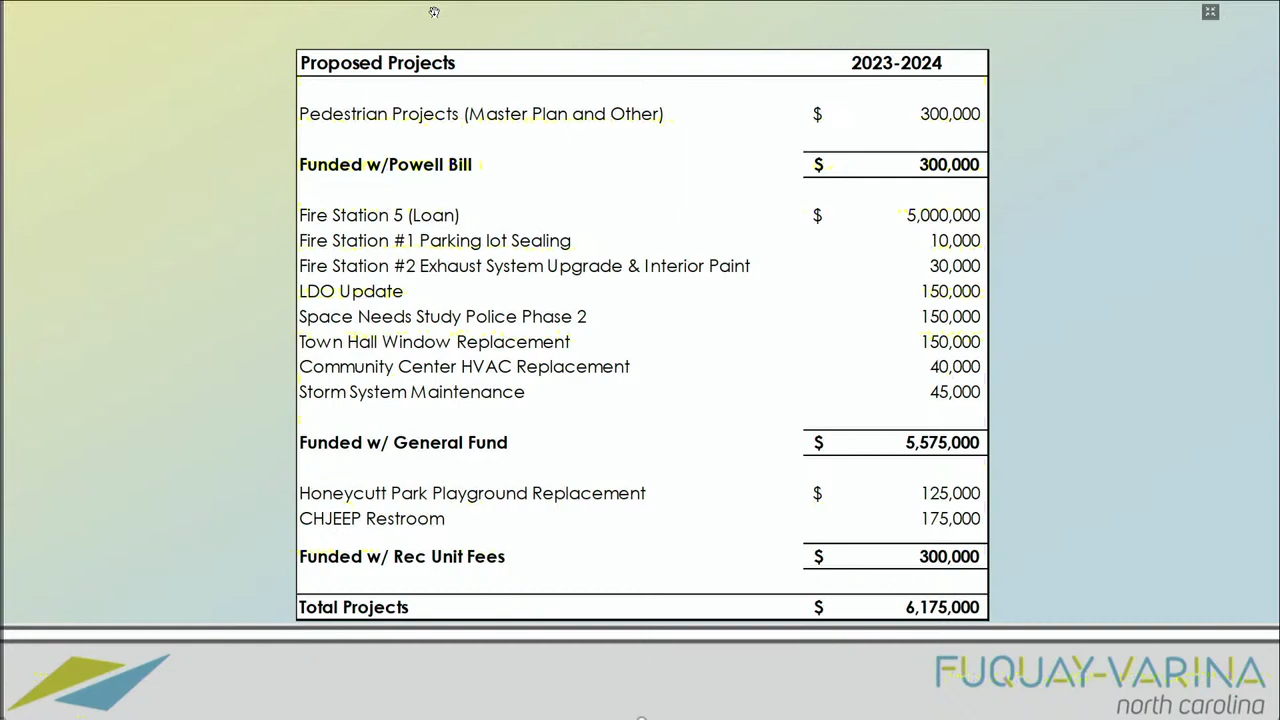 Proposed Projects 2023-2024
Pedestrian Projects (Master Plan and Other) $ 300,000
Funded w/Powell Bill $ 300,000
Fire Station 5 (Loan) $ 5,000,000
Fire Station #1 Parking lot Sealing 10,000
Fire Station #2 Exhaust System Upgrade & Interior Paint 30,000
LDO Update 150,000
Space Needs Study Police Phase 2 150,000
Town Hall Window Replacement 150,000
Community Center HVAC Replacement 40,000
Storm System Maintenance 45,000
Funded w/ General Fund $ 5,575,000
Honeycutt Park Playground Replacement $ 125,000
CHJEEP Restroom 175,000
Funded w/ Rec Unit Fees $ 300,000
Total Projects $ 6,175,000
FUQUAY-VARINA
north carolina